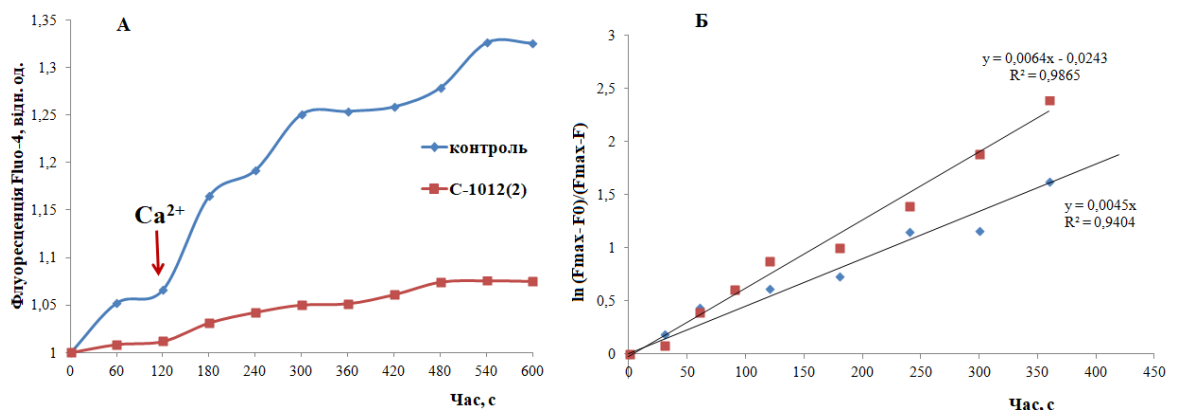 А
Флуоресценція Fluo-4, відн. од.
1,35
1,3
1,25
1,2
1,15
1,1
1,05
1
Ca²⁺
контроль
С-1012(2)
0 60 120 180 240 300 360 420 480 540 600
Час, с
Б
ln (Fmax- F0)/(Fmax-F)
3
2,5
2
1,5
1
0,5
0
y = 0,0064x - 0,0243
R² = 0,9865
y = 0,0045x
R² = 0,9404
0 50 100 150 200 250 300 350 400 450
Час, с